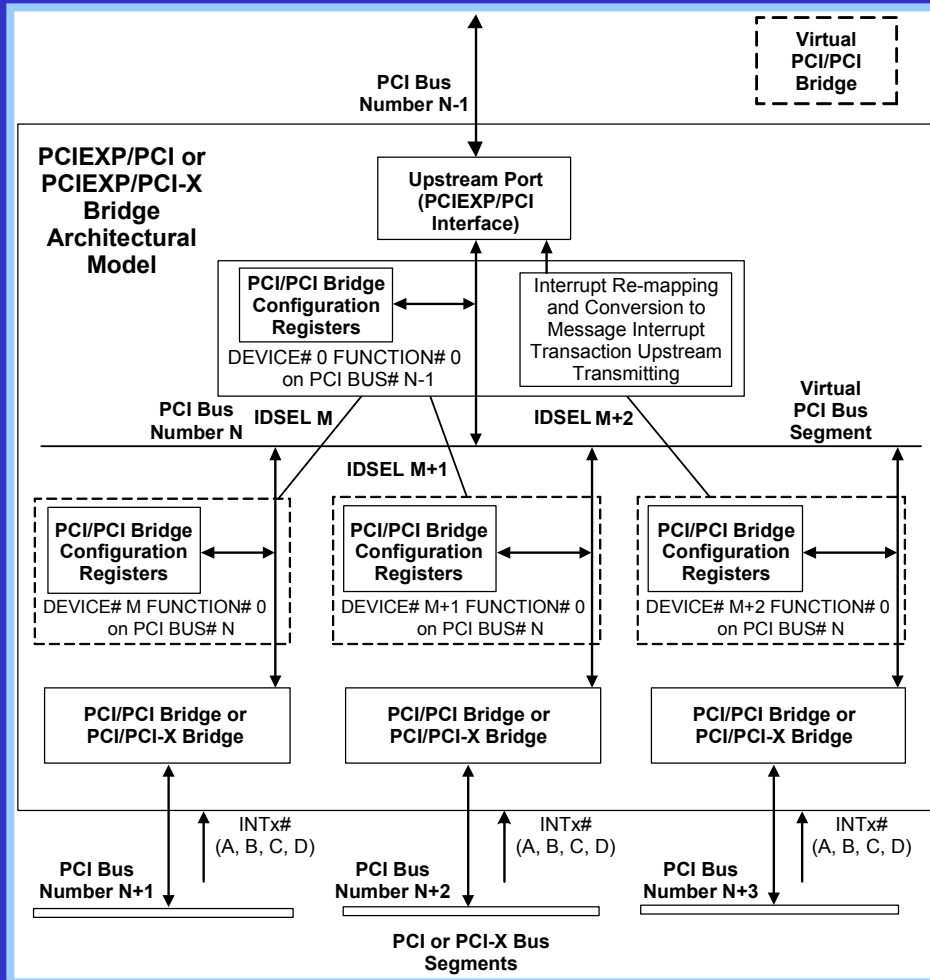 Virtual
PCI/PCI
Bridge
PCI Bus
Number N-1
PCIEXP/PCI or
PCIEXP/PCI-X
Bridge
Architectural
Model
Upstream Port
(PCIEXP/PCI
Interface)
PCI/PCI Bridge
Configuration
Registers
DEVICE# 0 FUNCTION# 0
on PCI BUS# N-1
Interrupt Re-mapping
and Conversion to
Message Interrupt
Transaction Upstream
Transmitting
PCI Bus
Number N
IDSEL M
IDSEL M+1
IDSEL M+2
Virtual
PCI Bus
Segment
PCI/PCI Bridge
Configuration
Registers
DEVICE# M FUNCTION# 0
on PCI BUS# N
PCI/PCI Bridge
Configuration
Registers
DEVICE# M+1 FUNCTION# 0
on PCI BUS# N
PCI/PCI Bridge
Configuration
Registers
DEVICE# M+2 FUNCTION# 0
on PCI BUS# N
PCI/PCI Bridge or
PCI/PCI-X Bridge
PCI/PCI Bridge or
PCI/PCI-X Bridge
PCI/PCI Bridge or
PCI/PCI-X Bridge
INTx#
(A, B, C, D)
INTx#
(A, B, C, D)
INTx#
(A, B, C, D)
PCI Bus
Number N+1
PCI Bus
Number N+2
PCI Bus
Number N+3
PCI or PCI-X Bus
Segments